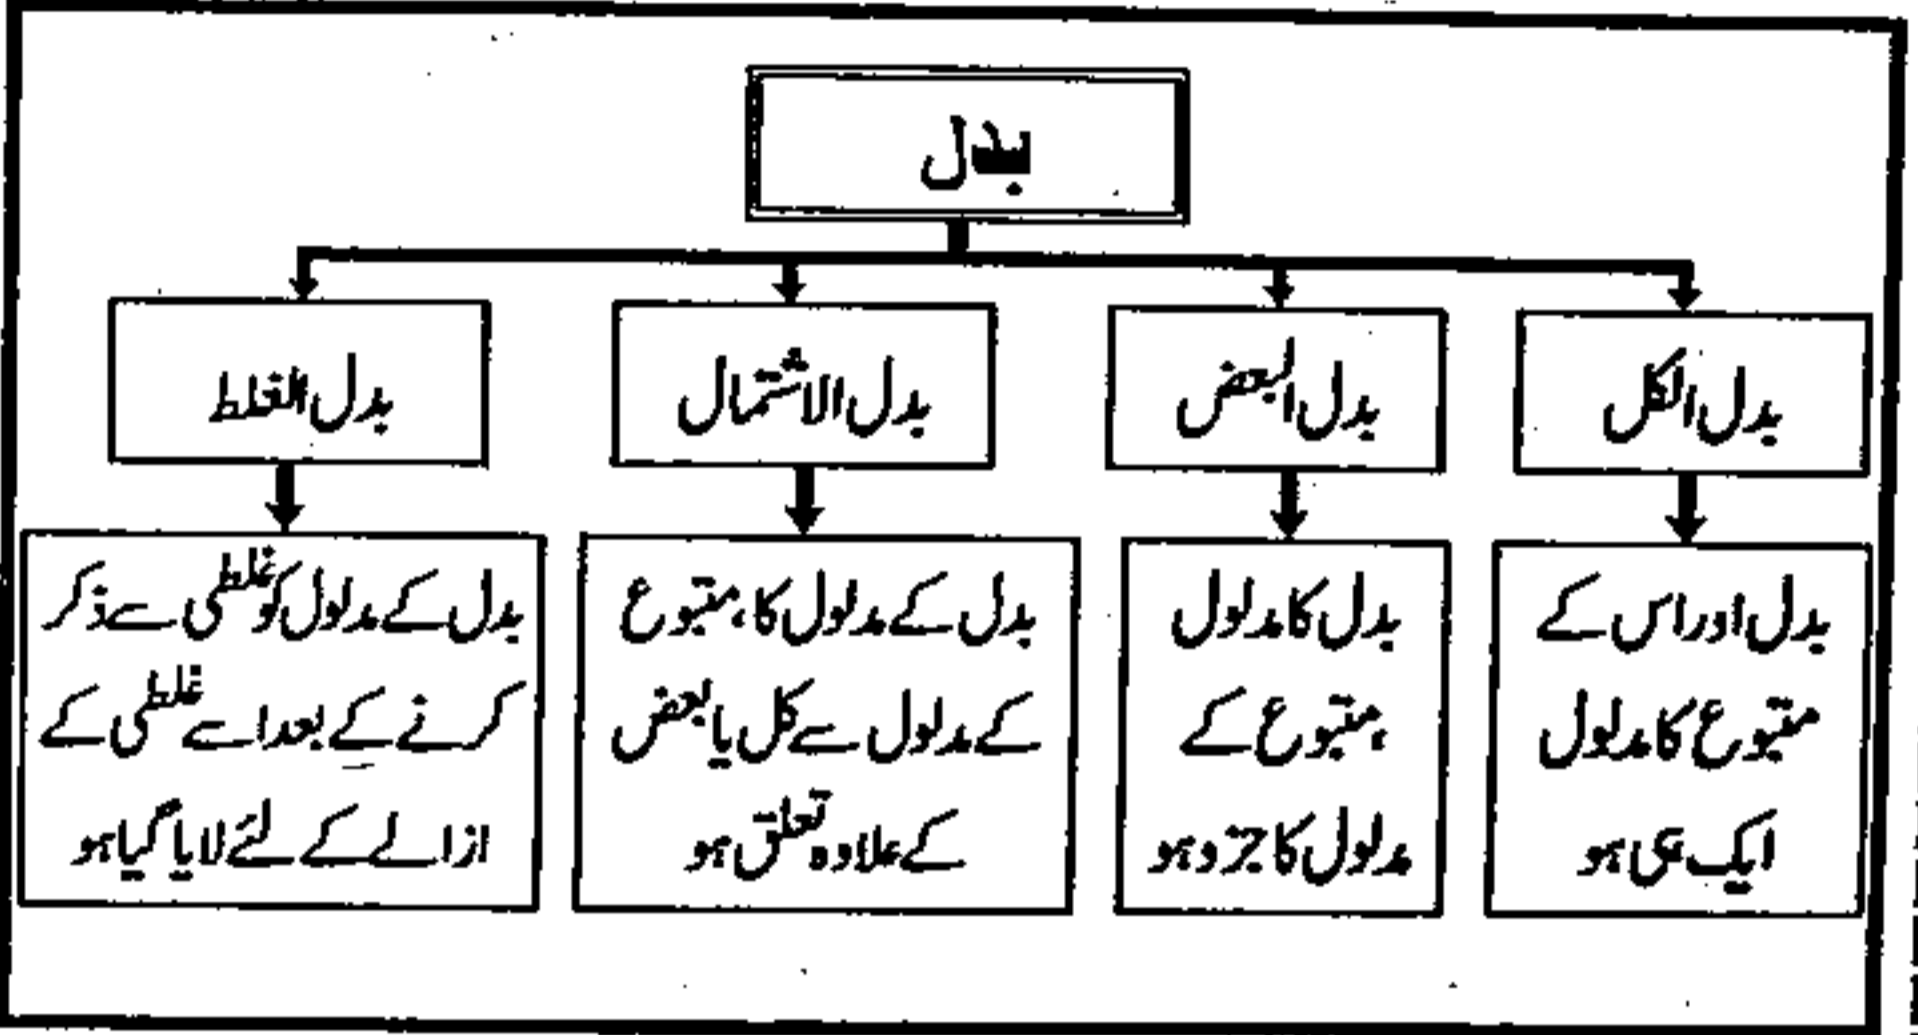 بدل
بدل الکل
بدل البعض
بدل الاشتمال
بدل الغلط
بدل اور اس کے
متبوع کا مدلول
ایک ہی ہو
بدل کا مدلول
متبوع کے
مدلول کا جزو ہو
بدل کے مدلول کا متبوع
کے مدلول سے کل یا بعض
کے علاوہ تعلق ہو
بدل کے مدلول کو غلطی سے ذکر
کرنے کے بعد اسے غلطی کے
ازالے کے لئے لایا گیا ہو